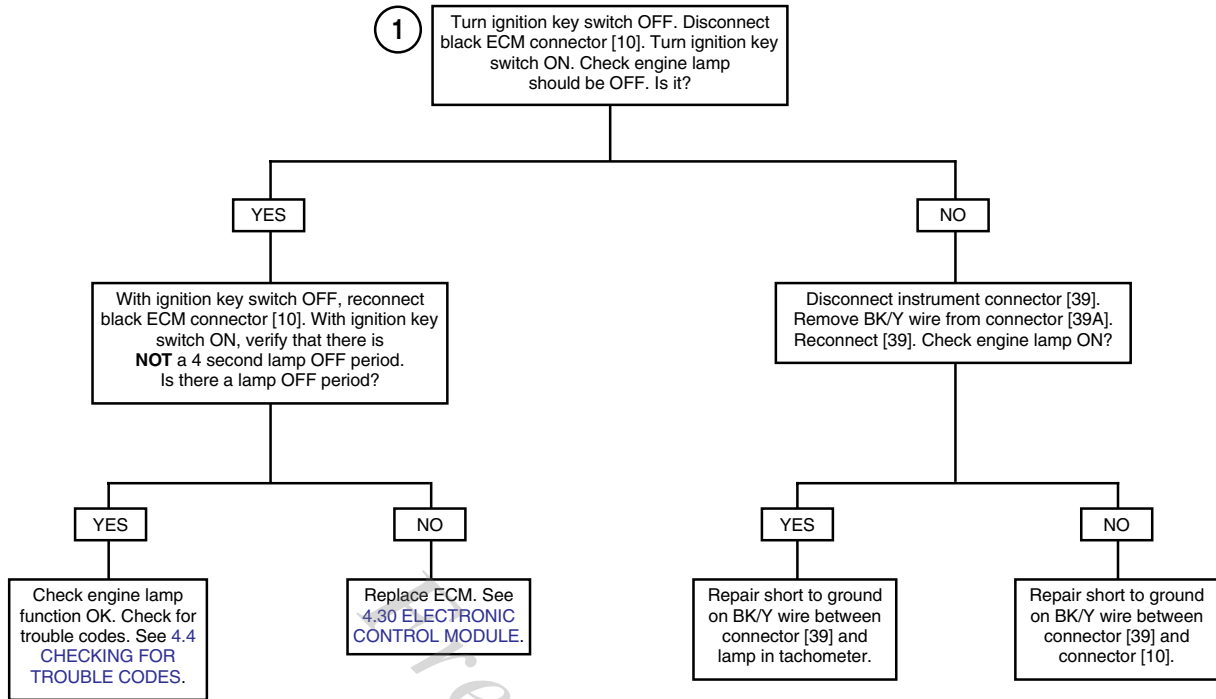 1
Turn ignition key switch OFF. Disconnect
black ECM connector [10]. Turn ignition key
switch ON. Check engine lamp
should be OFF. Is it?
YES
NO
With ignition key switch OFF, reconnect
black ECM connector [10]. With ignition key
switch ON, verify that there is
NOT a 4 second lamp OFF period.
Is there a lamp OFF period?
Disconnect instrument connector [39].
Remove BK/Y wire from connector [39A].
Reconnect [39]. Check engine lamp ON?
YES
NO
YES
NO
Check engine lamp
function OK. Check for
trouble codes. See 4.4
CHECKING FOR
TROUBLE CODES.
Replace ECM. See
4.30 ELECTRONIC
CONTROL MODULE.
Repair short to ground
on BK/Y wire between
connector [39] and
lamp in tachometer.
Repair short to ground
on BK/Y wire between
connector [39] and
connector [10].
Fre